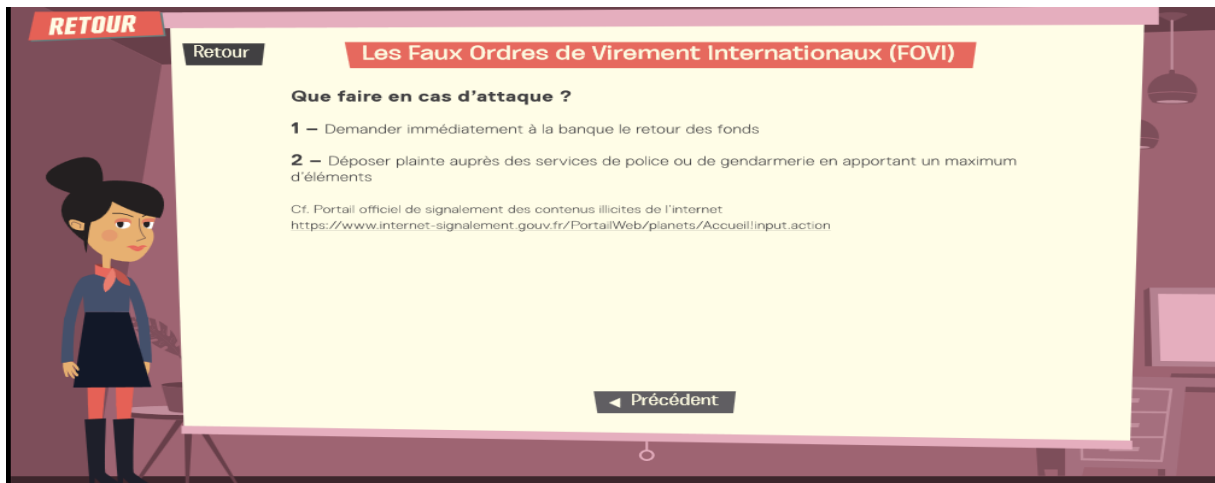 RETOUR
Retour
Les Faux Ordres de Virement Internationaux (FOVI)
Que faire en cas d'attaque ?
1 – Demander immédiatement à la banque le retour des fonds
2 – Déposer plainte auprès des services de police ou de gendarmerie en apportant un maximum
d'éléments
Cf. Portail officiel de signalement des contenus illicites de l'internet
https://www.internet-signalement.gouv.fr/PortailWeb/planets/Accueil!input.action
◄ Précédent